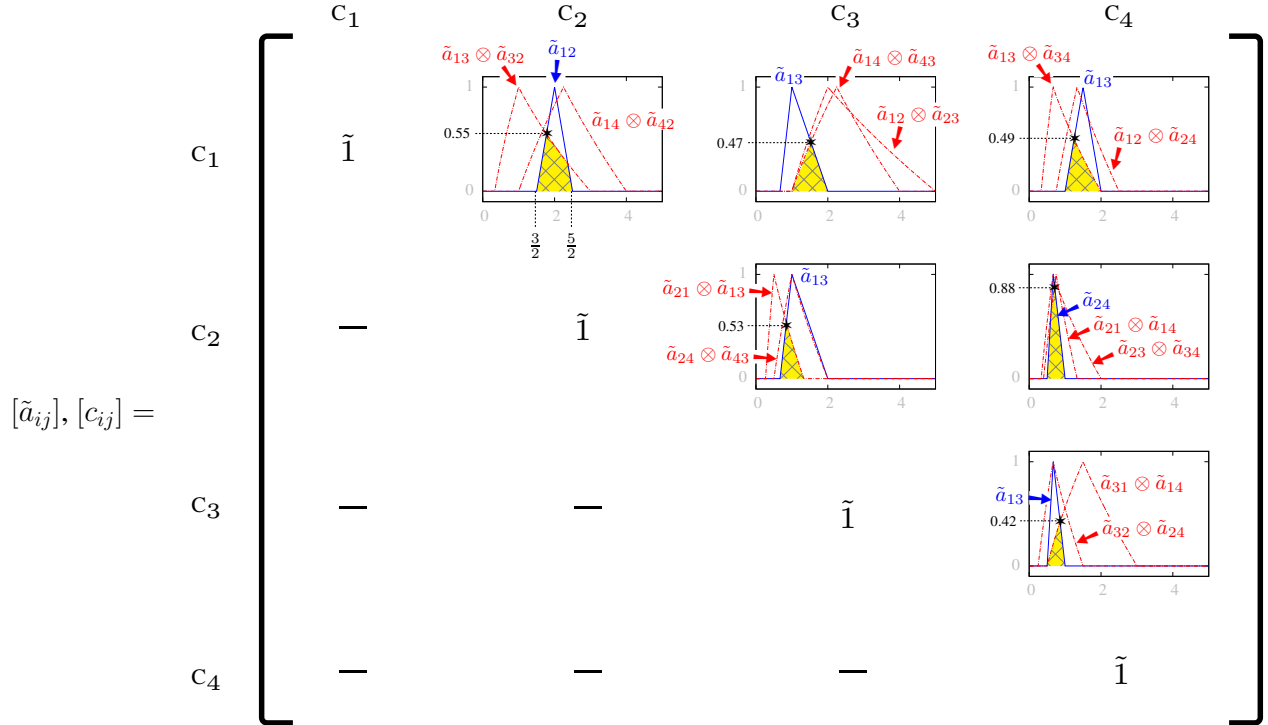 C₁ C₂ C₃ C₄
ã₁₃ ⊗ ã₃₂ ã₁₂
ã₁₄ ⊗ ã₄₂
1
0.55
0
0 2 4
3/2 5/2
ã₁₃ ã₁₄ ⊗ ã₄₃
ã₁₂ ⊗ ã₂₃
1
0.47
0
0 2 4
ã₁₃ ⊗ ã₃₄
ã₁₃
ã₁₂ ⊗ ã₂₄
1
0.49
0
0 2 4
C₁ 1̃
ã₁₃
ã₂₁ ⊗ ã₁₃
ã₂₄ ⊗ ã₄₃
1
0.53
0
0 2 4
0.88
ã₂₄
ã₂₁ ⊗ ã₁₄
ã₂₃ ⊗ ã₃₄
0
0 2 4
C₂ — 1̃
[ãᵢⱼ], [cᵢⱼ] =
1
ã₃₁ ⊗ ã₁₄
ã₁₃
0.42
ã₃₂ ⊗ ã₂₄
0
0 2 4
C₃ — — 1̃
C₄ — — — 1̃